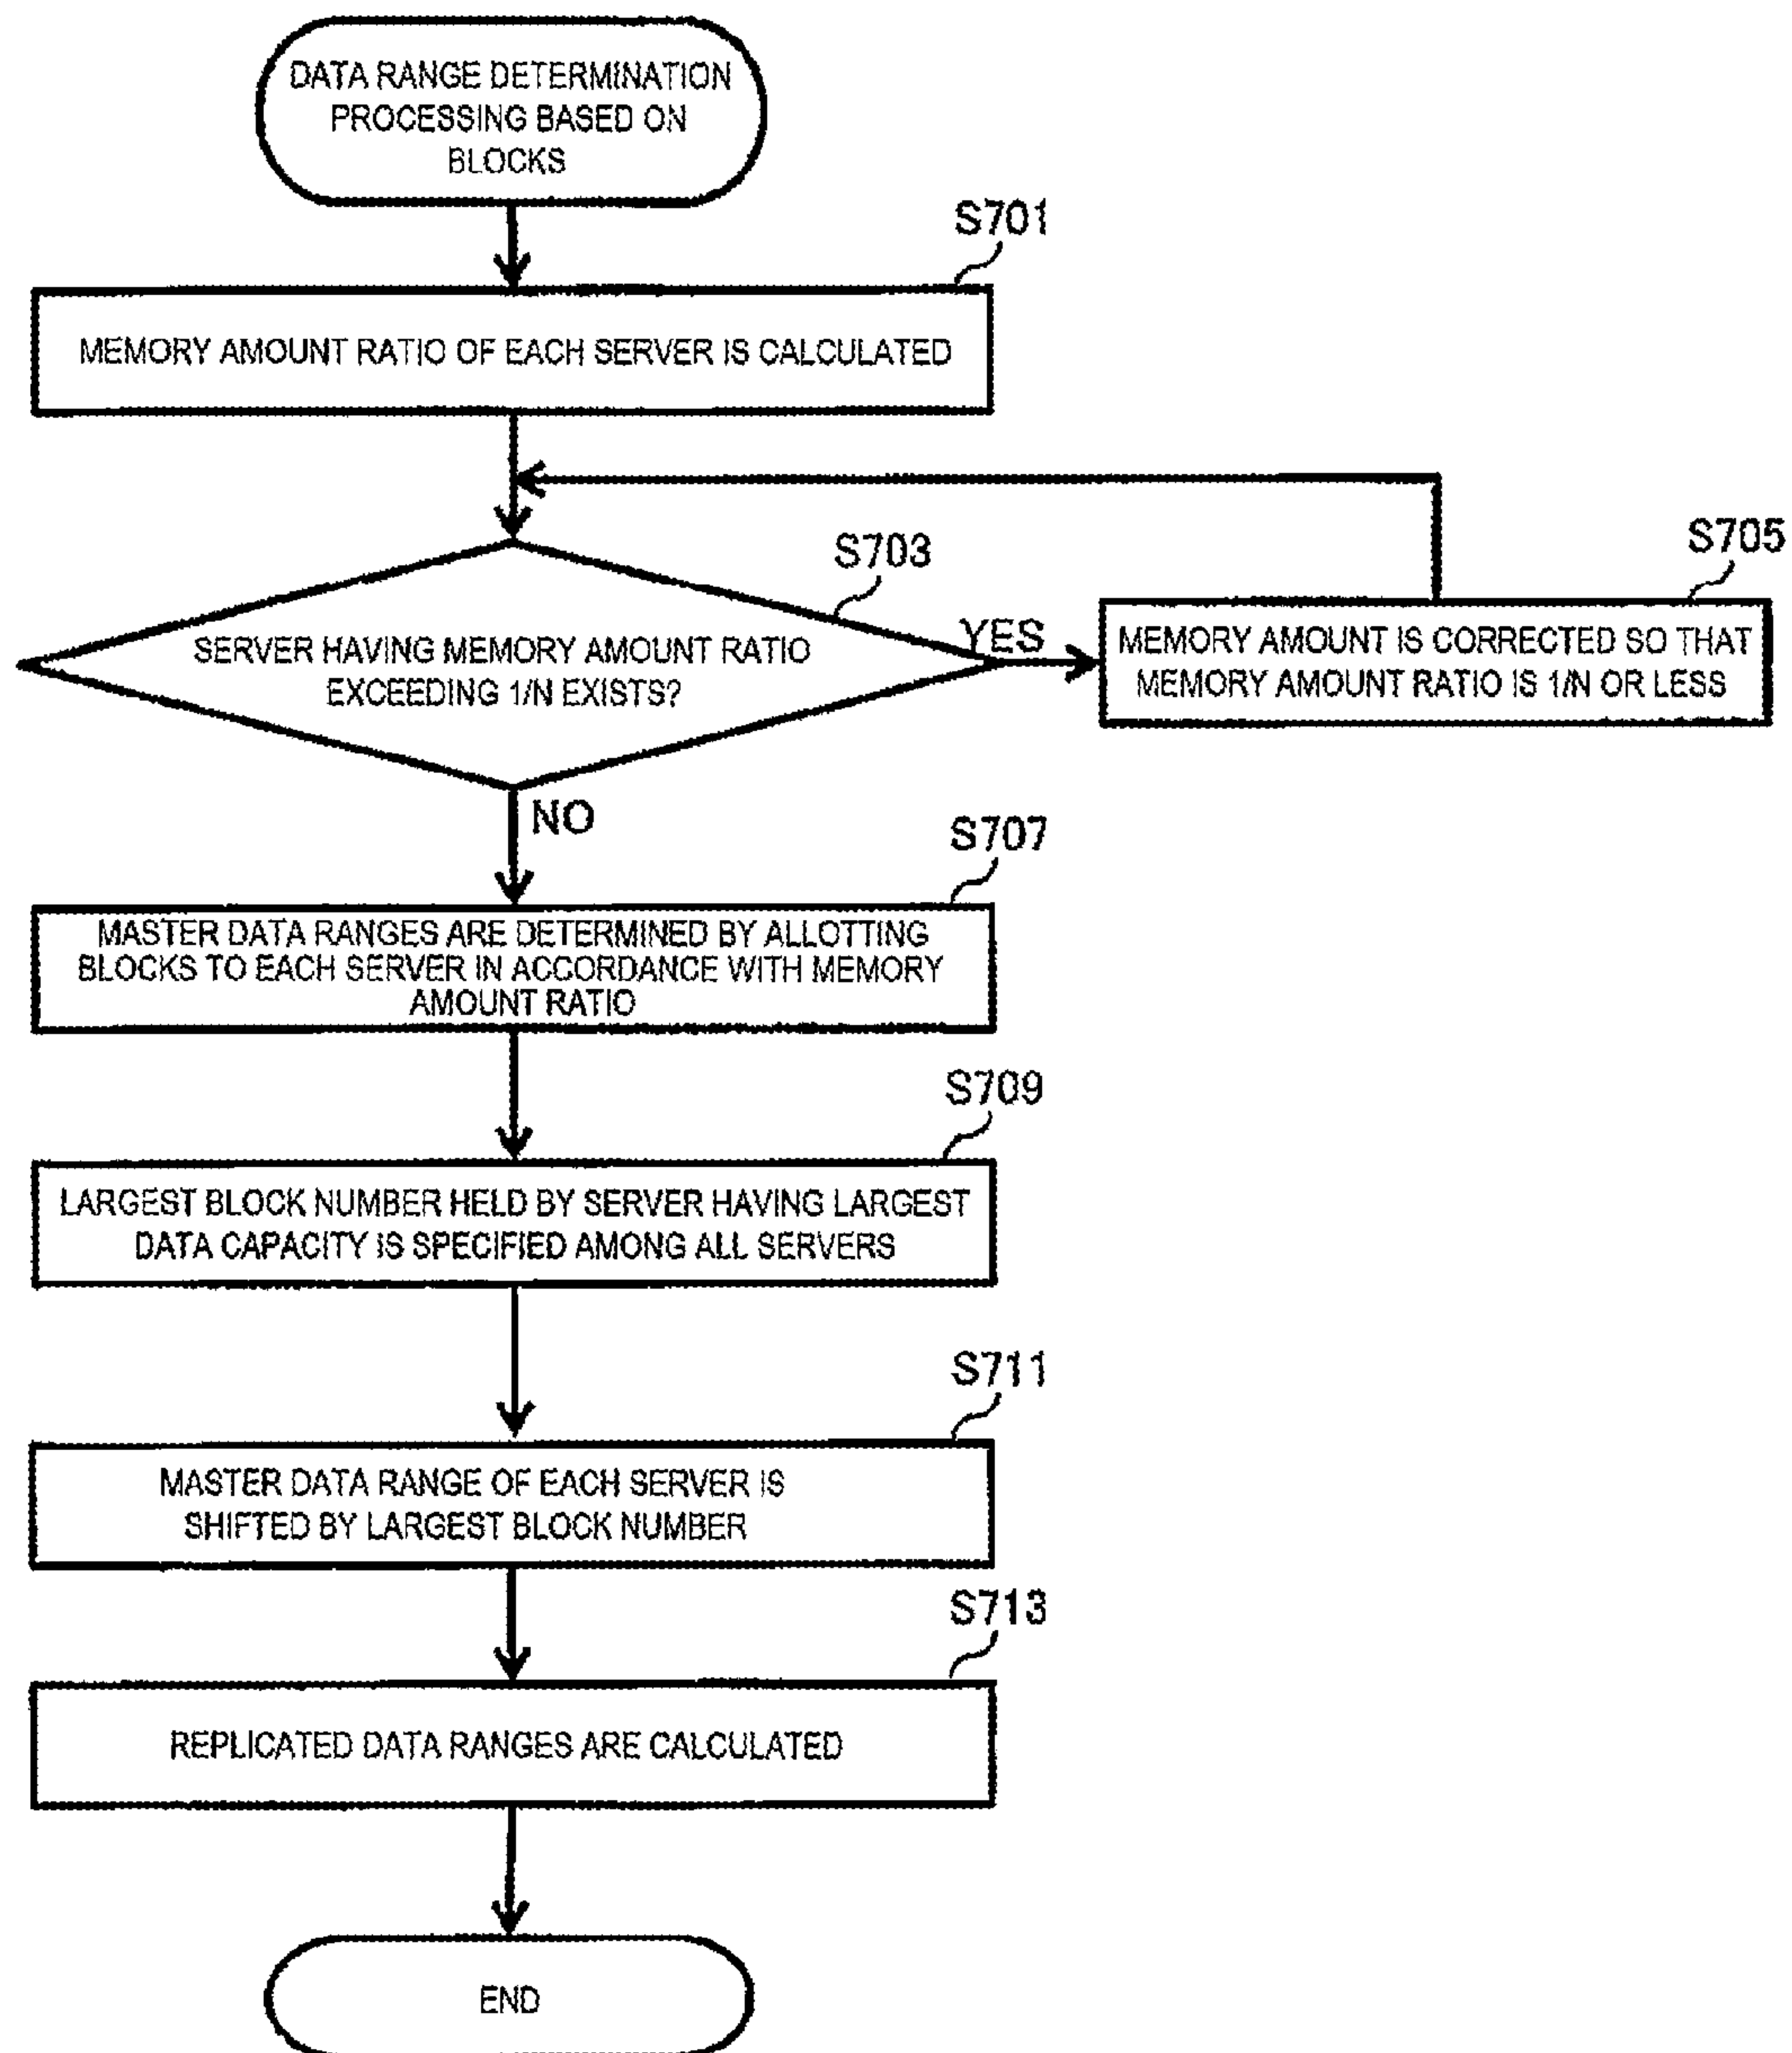 DATA RANGE DETERMINATION
PROCESSING BASED ON
BLOCKS
S701
MEMORY AMOUNT RATIO OF EACH SERVER IS CALCULATED
S703
SERVER HAVING MEMORY AMOUNT RATIO
EXCEEDING 1/N EXISTS?
YES
S705
MEMORY AMOUNT IS CORRECTED SO THAT
MEMORY AMOUNT RATIO IS 1/N OR LESS
NO
S707
MASTER DATA RANGES ARE DETERMINED BY ALLOTTING
BLOCKS TO EACH SERVER IN ACCORDANCE WITH MEMORY
AMOUNT RATIO
S709
LARGEST BLOCK NUMBER HELD BY SERVER HAVING LARGEST
DATA CAPACITY IS SPECIFIED AMONG ALL SERVERS
S711
MASTER DATA RANGE OF EACH SERVER IS
SHIFTED BY LARGEST BLOCK NUMBER
S713
REPLICATED DATA RANGES ARE CALCULATED
END